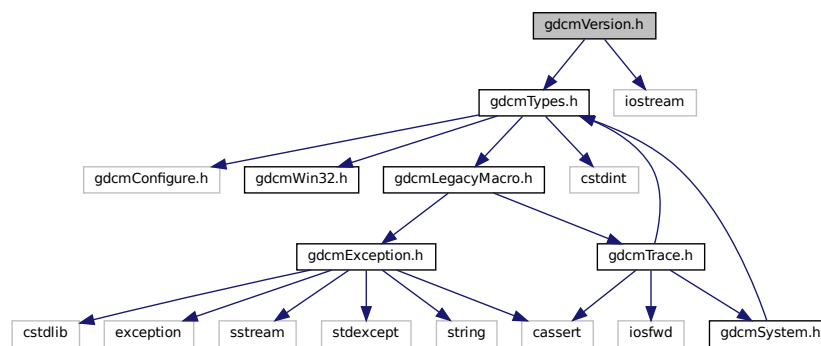 gdcmVersion.h
gdcmTypes.h
iostream
gdcmConfigure.h
gdcmWin32.h
gdcmLegacyMacro.h
cstdint
gdcmException.h
gdcmTrace.h
cstdlib
exception
sstream
stdexcept
string
cassert
iosfwd
gdcmSystem.h